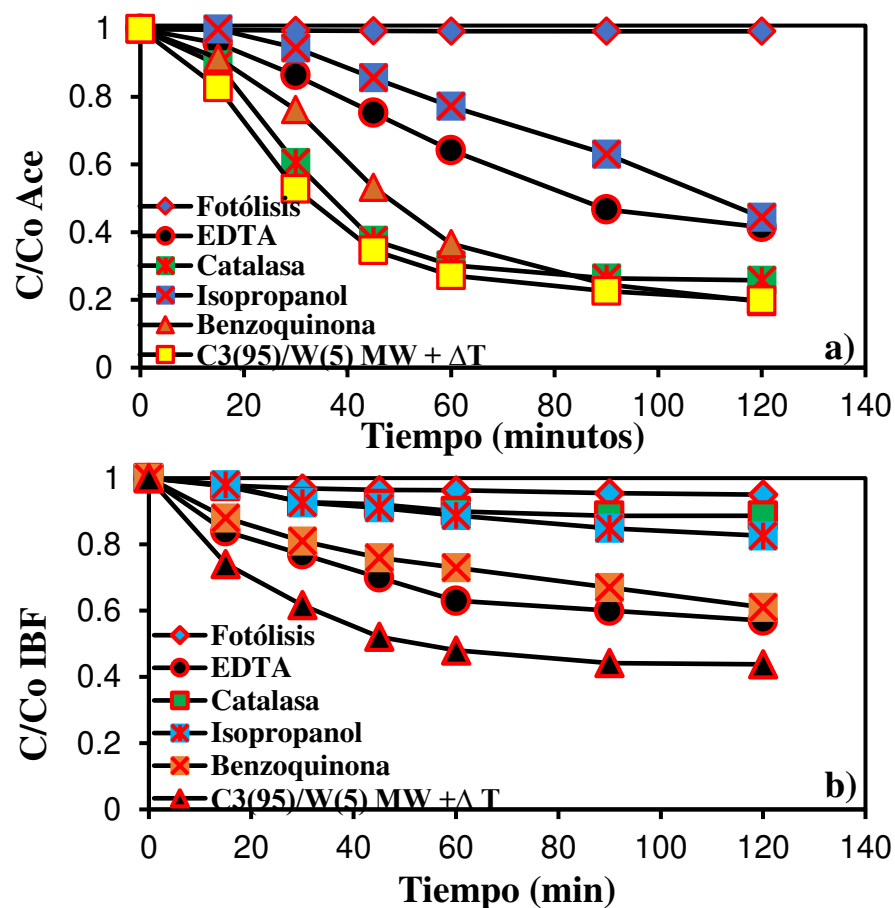 C/Co Ace
1
0.8
0.6
0.4
0.2
0
Fotólisis
EDTA
Catalasa
Isopropanol
Benzoquinona
C3(95)/W(5) MW + ΔT
a)
0 20 40 60 80 100 120 140
Tiempo (minutos)
C/Co IBF
1
0.8
0.6
0.4
0.2
0
Fotólisis
EDTA
Catalasa
Isopropanol
Benzoquinona
C3(95)/W(5) MW +Δ T
b)
0 20 40 60 80 100 120 140
Tiempo (min)